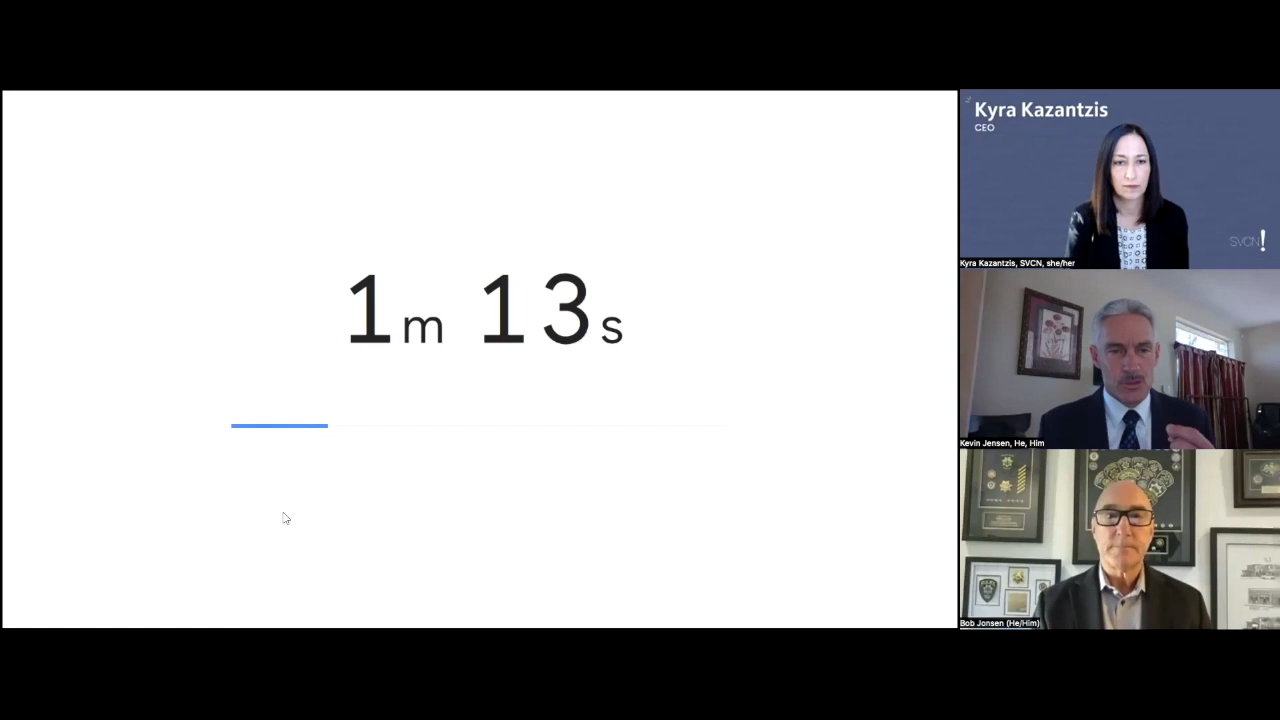 1m 13s
Kyra Kazantzis
CEO
SVCN!
Kyra Kazantzis, SVCN, she/her
Kevin Jensen, He, Him
Bob Jonsen (He/Him)